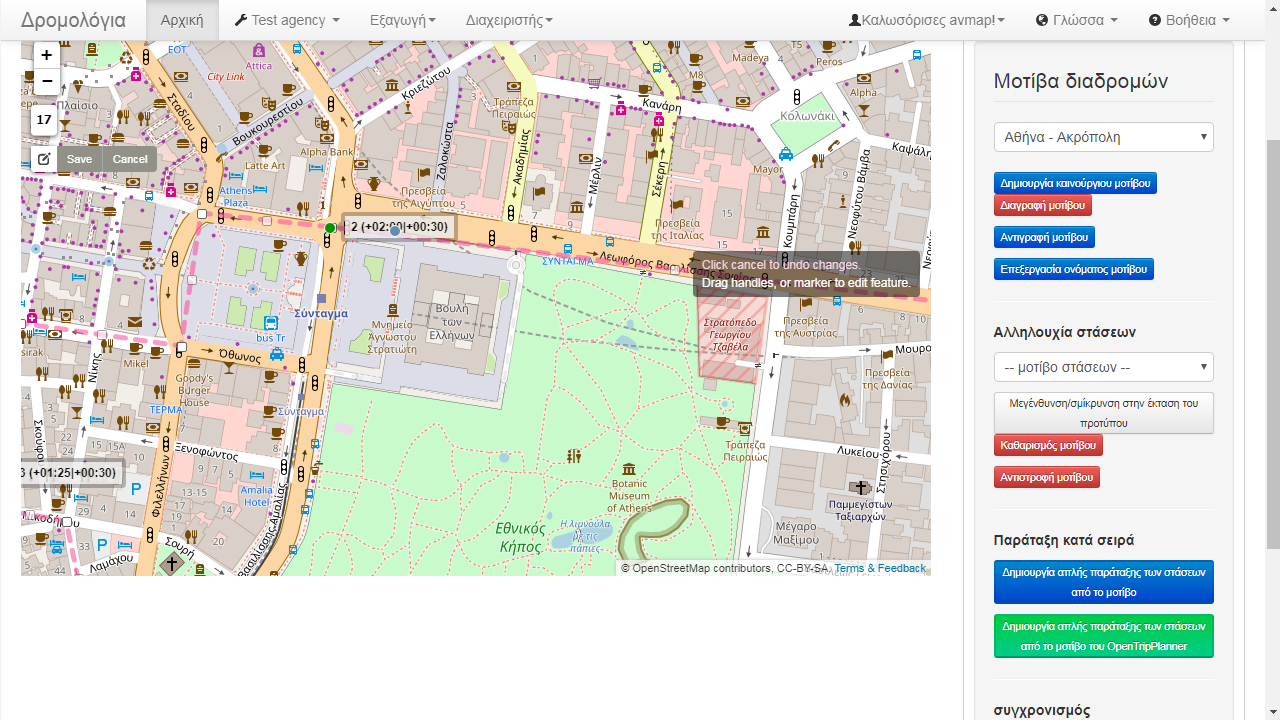 Δρομολόγια
Αρχική
Test agency
Εξαγωγή
Διαχειριστής
Καλωσόρισες avmap!
Γλώσσα
Βοήθεια
+
−
17
Save
Cancel
ΕΟΤ
City Link
Attica
Πλαίσιο
Σταδίου
Βουκουρεστίου
Κριεζώτου
Latte Art
Alpha Bank
Athens
Plaza
Ζαλοκώστα
Πρεσβεία
της Αιγύπτου
Τράπεζα
Πειραιώς
Ακαδημίας
Μέρλιν
Σέκερη
Κανάρη
Madeya
M8
Peros
Alpha
Κολωνάκι
Mayor
Καψάλη
Νεοφύτου Βάμβα
Κουμπάρη
Πρεσβεία
της Ιταλίας
2 (+02:00|+00:30)
ΣΥΝΤΑΓΜΑ
Λεωφόρος Βασιλίσσης Σοφίας
Click cancel to undo changes.
Drag handles, or marker to edit feature.
Σύνταγμα
bus Tr
Μνημείο
Άγνωστου
Στρατιώτη
Βουλή
των
Ελλήνων
Στρατόπεδο
Γεωργίου
Τζαβέλα
Πρεσβεία
της Αυστρίας
Μουρο
Πρεσβεία
της Δανίας
Όθωνος
Νίκης
Mikel
Gordy's
Burger
House
ΤΕΡΜΑ
Σύνταγμα
Ξενοφώντος
15
15A
3 (+01:25|+00:30)
13-15
Amalia
Hotel
Φιλελλήνων
Βασιλίσσης Αμαλίας
Σουρή
Λαμάχου
Τράπεζα
Πειραιώς
Λυκείου
Στησιχόρου
Botanic
Museum
of Athens
Εθνικός
Κήπος
Η λιμνούλα
με τις
πάπιες
Παμμεγίστων
Ταξιαρχών
Μέγαρο
Μαξίμου
© OpenStreetMap contributors, CC-BY-SA, Terms & Feedback
Μοτίβα διαδρομών
Αθήνα - Ακρόπολη
Δημιουργία καινούργιου μοτίβου
Διαγραφή μοτίβου
Αντιγραφή μοτίβου
Επεξεργασία ονόματος μοτίβου
Αλληλουχία στάσεων
-- μοτίβο στάσεων --
Μεγένθυνση/σμίκρυνση στην έκταση του
προτύπου
Καθαρισμός μοτίβου
Αντιστροφή μοτίβου
Παράταξη κατά σειρά
Δημιουργία απλής παράταξης των στάσεων
από το μοτίβο
Δημιουργία απλής παράταξης των στάσεων
από το μοτίβο του OpenTripPlanner
συγχρονισμός